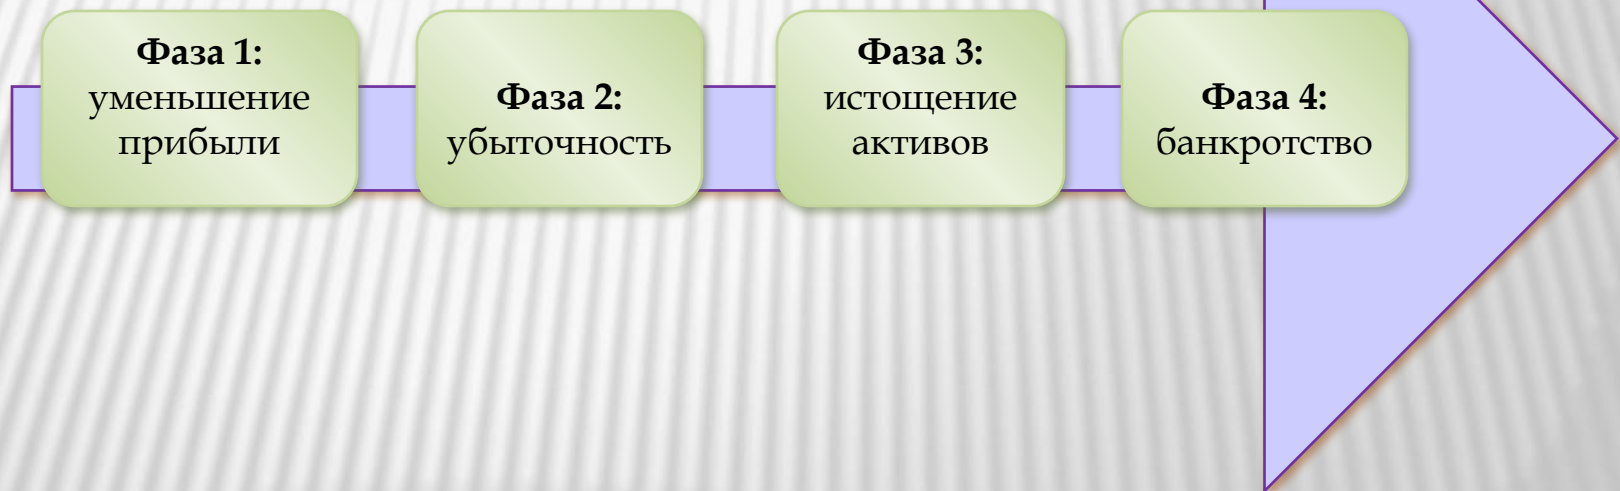 Фаза 1:
уменьшение
прибыли
Фаза 2:
убыточность
Фаза 3:
истощение
активов
Фаза 4:
банкротство